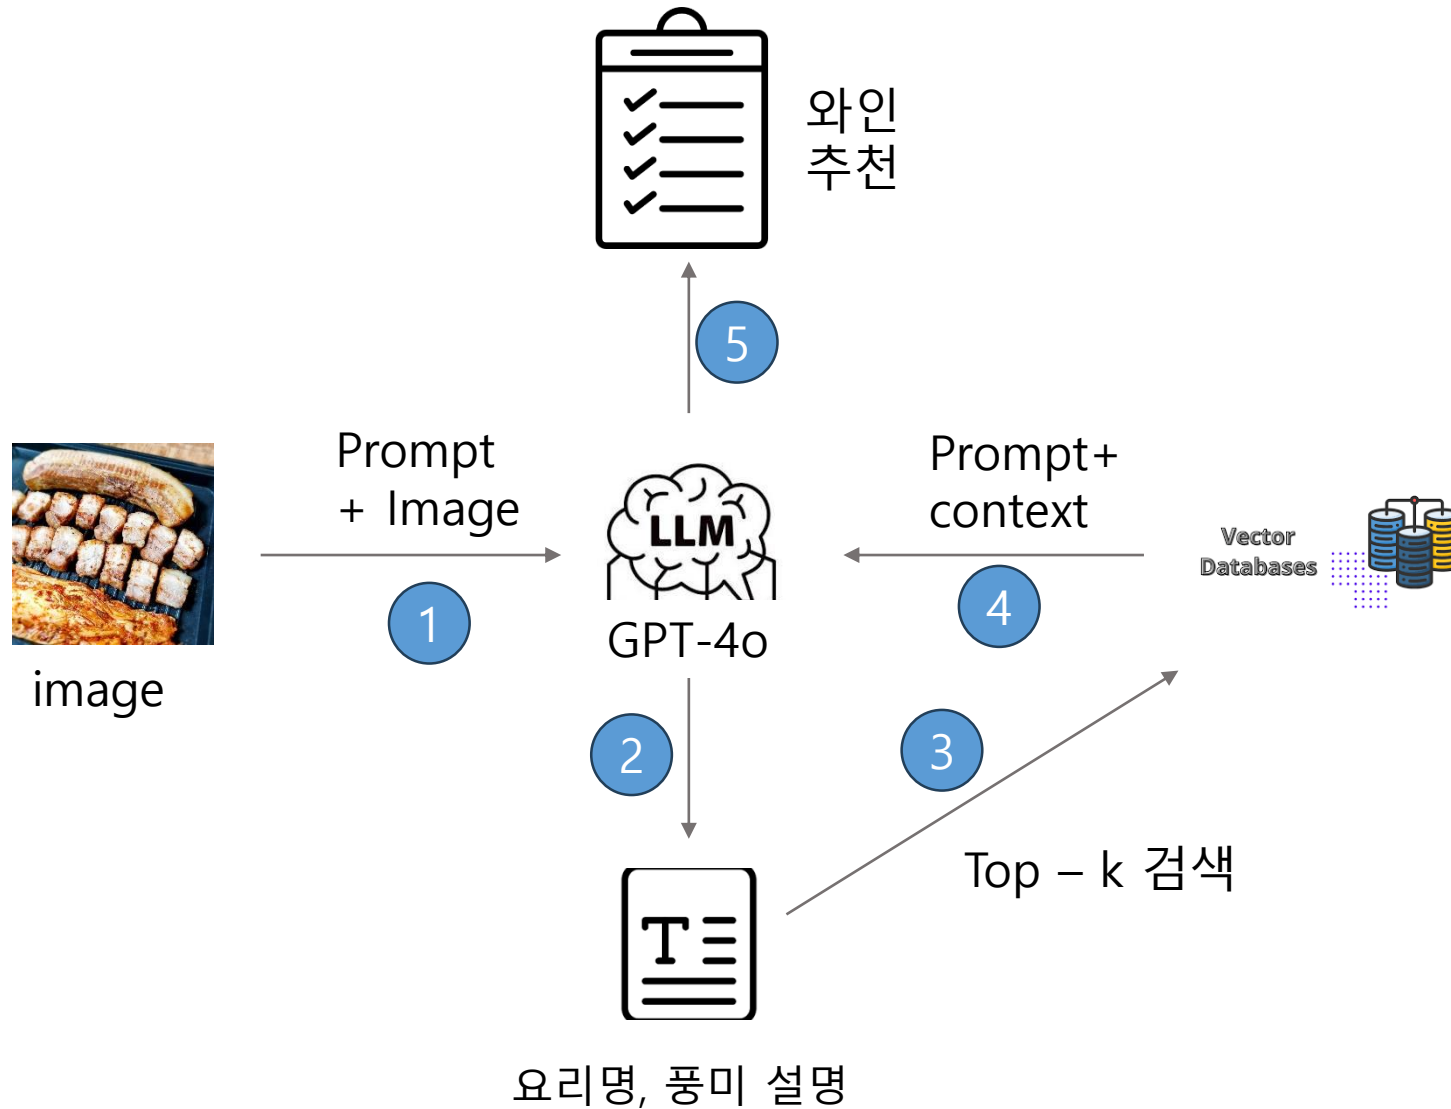 와인
추천
5
Prompt
+ Image
Prompt+
context
LLM
Vector
Databases
1
4
GPT-4o
image
2
3
Top – k 검색
T
요리명, 풍미 설명